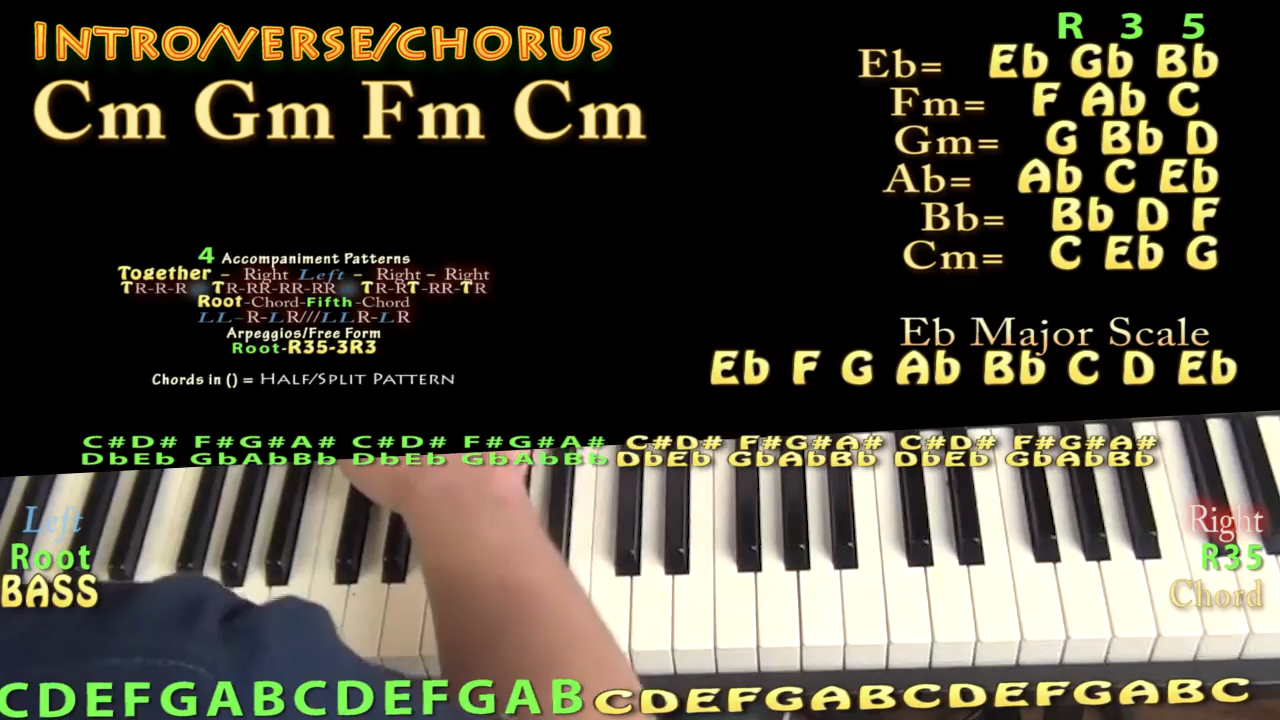 INTRO/VERSE/CHORUS
Cm Gm Fm Cm
R 3 5
Eb= Eb Gb Bb
Fm= F Ab C
Gm= G Bb D
Ab= Ab C Eb
Bb= Bb D F
Cm= C Eb G
4 Accompaniment Patterns
Together - Right Left - Right - Right
TR-R-R TR-RR-RR-RR TR-RT-RR-TR
Root-Chord-Fifth-Chord
LL-R-LR///LLR-LR
Arpeggios/Free Form
Root-R35-3R3
Chords in () = HALF/SPLIT PATTERN
Eb Major Scale
Eb F G Ab Bb C D Eb
C#D# F#G#A# C#D# F#G#A# C#D# F#G#A# C#D# F#G#A#
DbEb GbAbBb DbEb GbAbBb DbEb GbAbBb DbEb GbAbBb
Left
Root
BASS
Right
R35
Chord
CDEFGABCDEFGABCDEFGABCDEFGABC